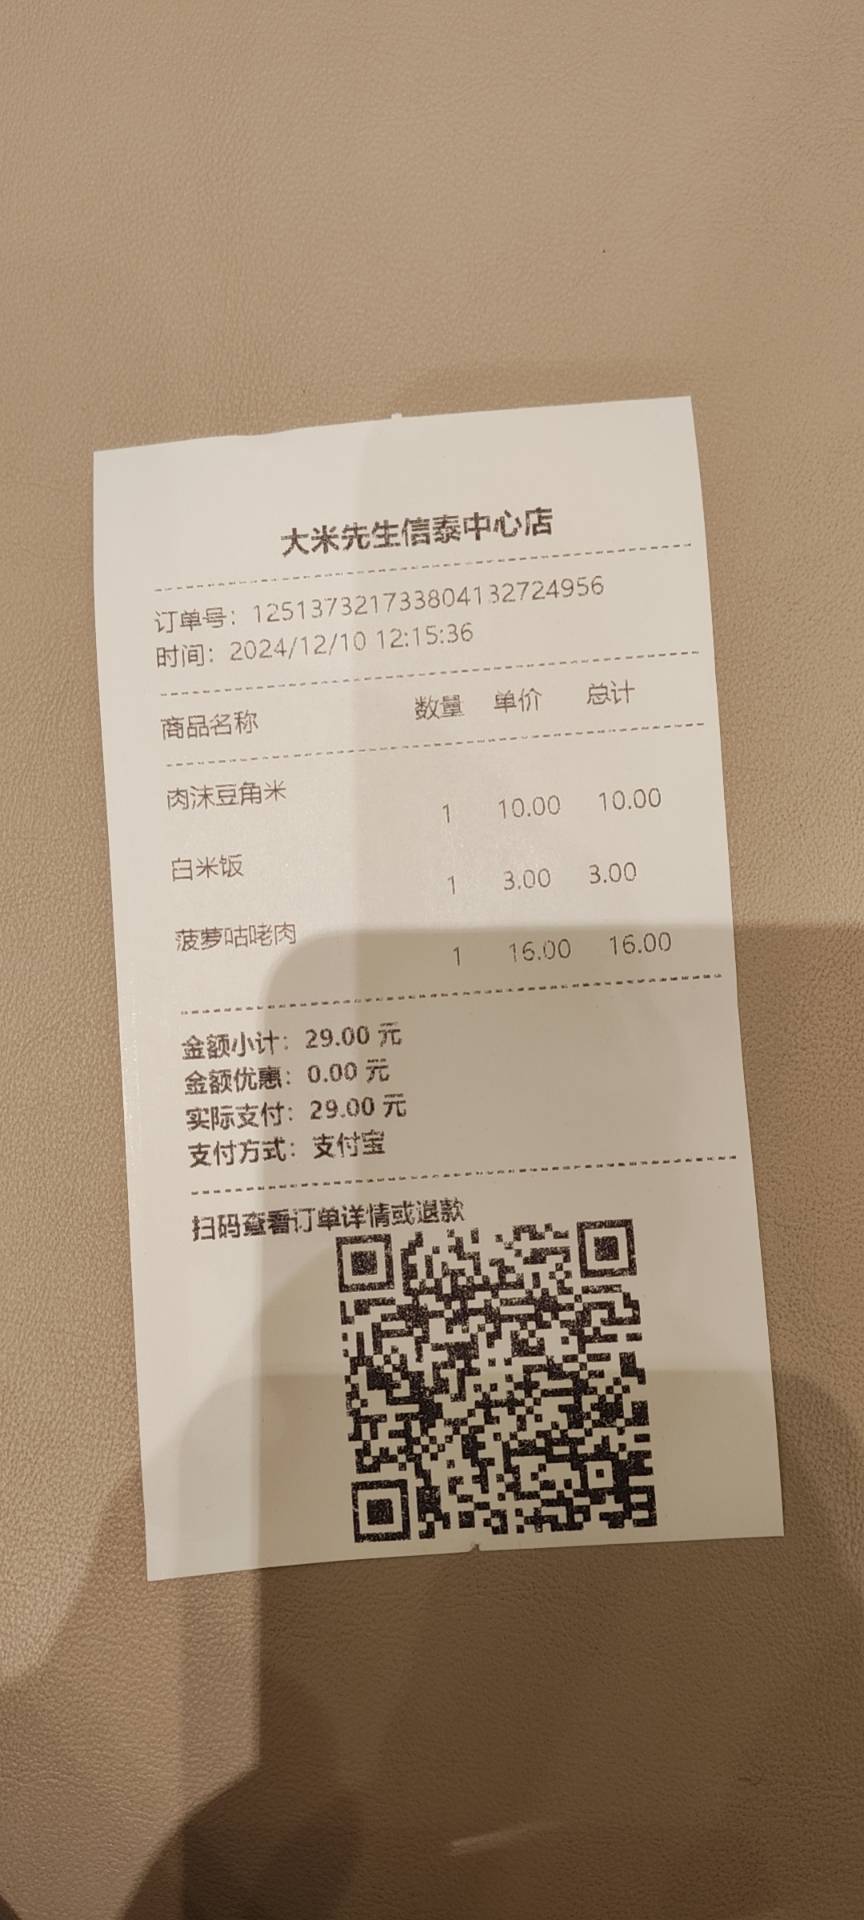 大米先生信泰中心店
订单号：125137321733804132724956
时间：2024/12/10 12:15:36
商品名称 数量 单价 总计
肉沫豆角米
1 10.00 10.00
白米饭
1 3.00 3.00
菠萝咕咾肉
1 16.00 16.00
金额小计：29.00 元
金额优惠：0.00 元
实际支付：29.00 元
支付方式：支付宝
扫码查看订单详情或退款